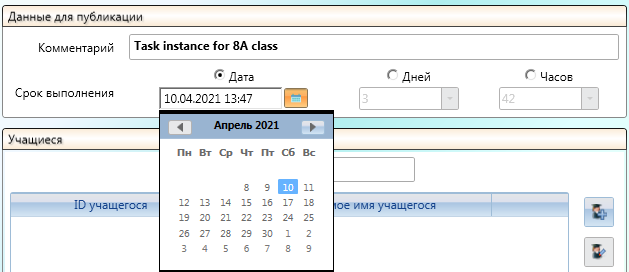 Данные для публикации
Комментарий Task instance for 8A class
Дата Дней Часов
Срок выполнения 10.04.2021 13:47 3 42
Апрель 2021
Учащиеся
Пн Вт Ср Чт Пт Сб Вс
8 9 10 11
ID учащегося мое имя учащегося
12 13 14 15 16 17 18
19 20 21 22 23 24 25
26 27 28 29 30 1 2
3 4 5 6 7 8 9